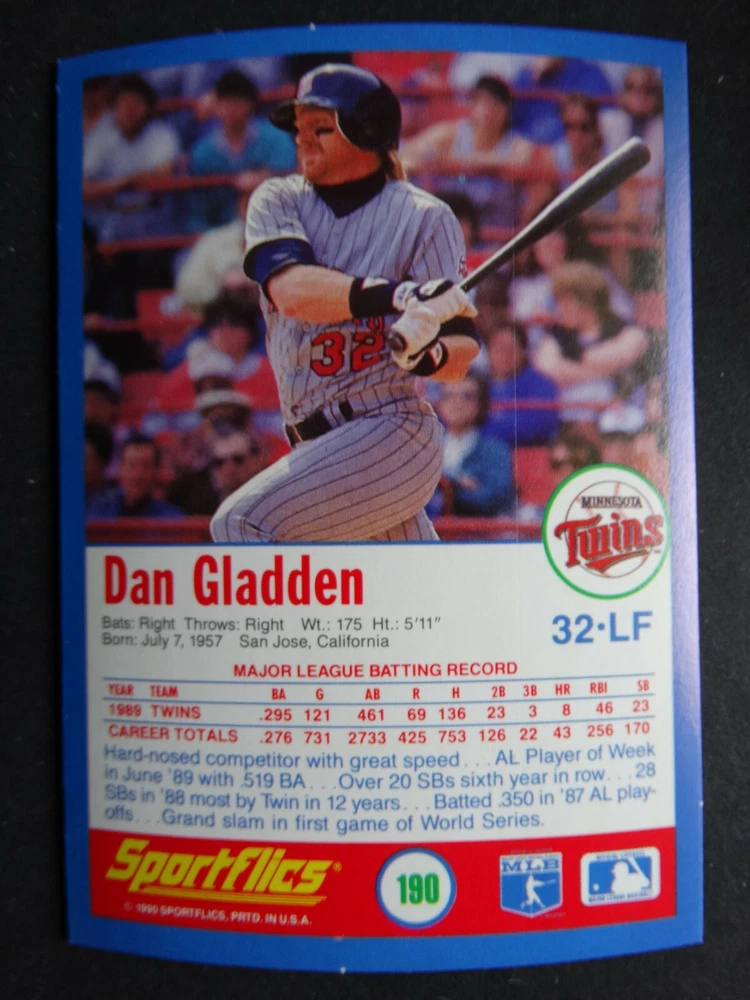 32
MINNESOTA
Twins
Dan Gladden
Bats: Right Throws: Right Wt.: 175 Ht.: 5'11"
Born: July 7, 1957 San Jose, California
32·LF
MAJOR LEAGUE BATTING RECORD
YEAR TEAM BA G AB R H 2B 3B HR RBI SB
1989 TWINS .295 121 461 69 136 23 3 8 46 23
CAREER TOTALS .276 731 2733 425 753 126 22 43 256 170
Hard-nosed competitor with great speed...AL Player of Week
in June '89 with .519 BA...Over 20 SBs sixth year in row...28
SBs in '88 most by Twin in 12 years...Batted .350 in '87 AL play-
offs...Grand slam in first game of World Series.
Sportflics®
© 1990 SPORTFLICS, PRTD. IN U.S.A.
190
MLB